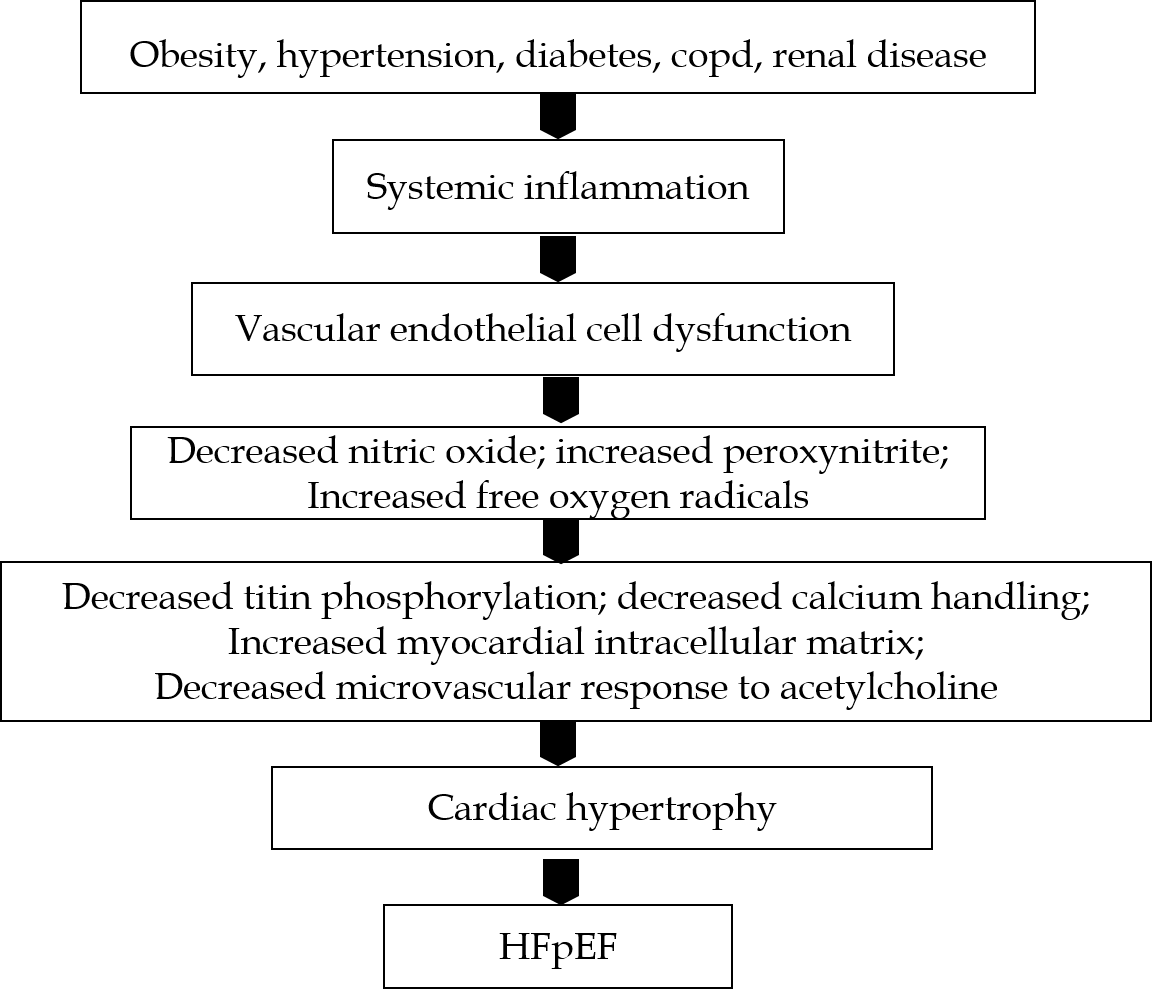 Obesity, hypertension, diabetes, copd, renal disease
Systemic inflammation
Vascular endothelial cell dysfunction
Decreased nitric oxide; increased peroxynitrite;
Increased free oxygen radicals
Decreased titin phosphorylation; decreased calcium handling;
Increased myocardial intracellular matrix;
Decreased microvascular response to acetylcholine
Cardiac hypertrophy
HFpEF